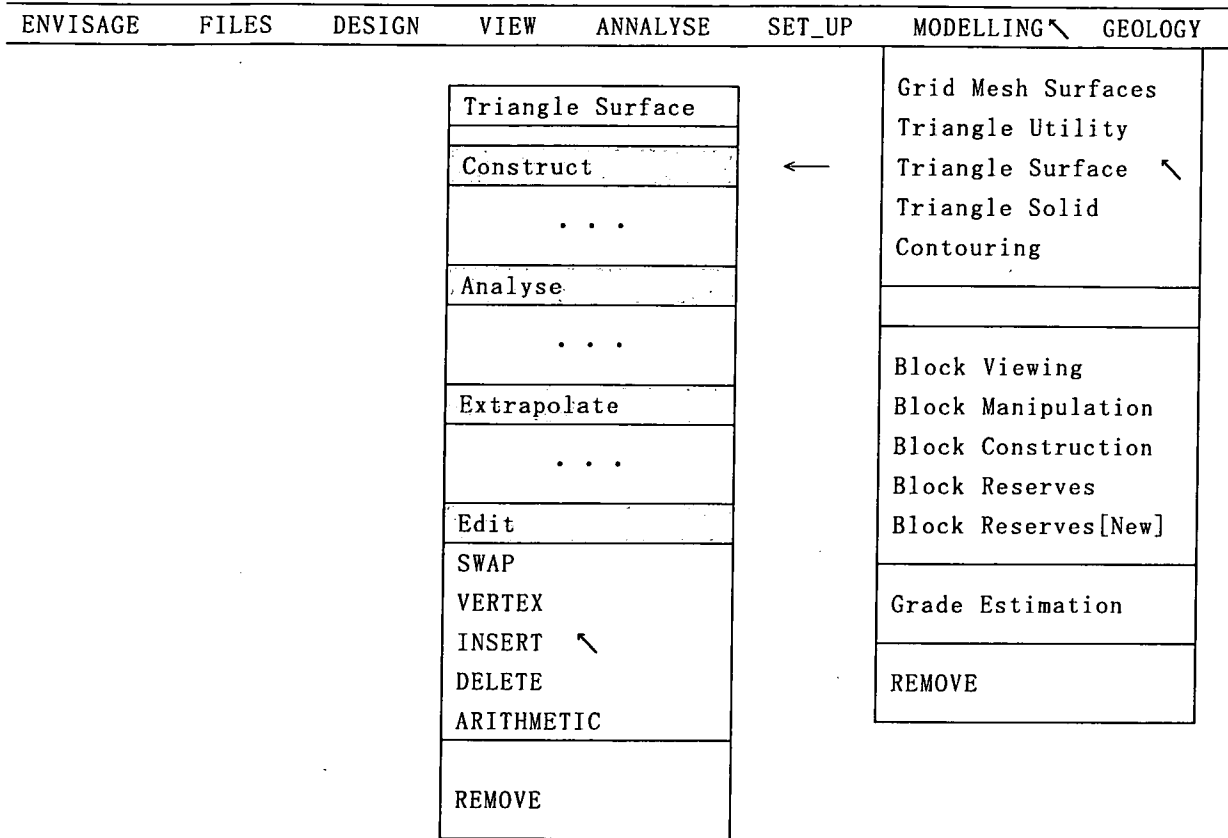 ENVISAGE FILES DESIGN VIEW ANNALYSE SET_UP MODELLING GEOLOGY
Triangle Surface
Construct
. . .
Analyse
. . .
Extrapolate
. . .
Edit
SWAP
VERTEX
INSERT
DELETE
ARITHMETIC
REMOVE
Grid Mesh Surfaces
Triangle Utility
Triangle Surface
Triangle Solid
Contouring
Block Viewing
Block Manipulation
Block Construction
Block Reserves
Block Reserves[New]
Grade Estimation
REMOVE